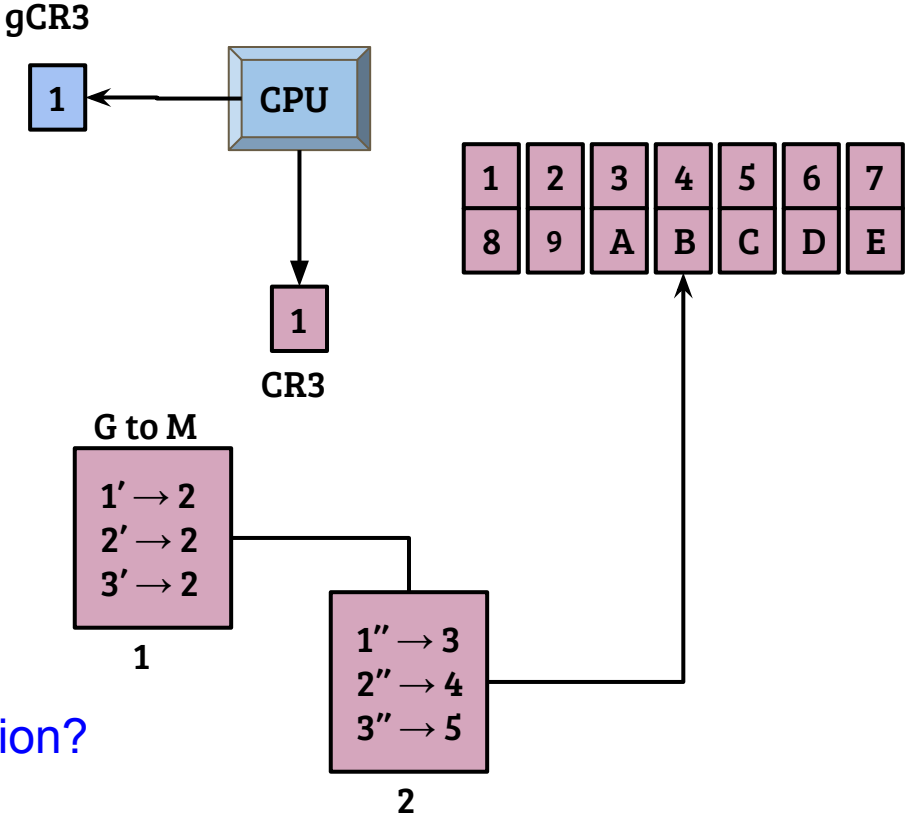 gCR3
1
CPU
1 2 3 4 5 6 7
8 9 A B C D E
1
CR3
G to M
1′ → 2
2′ → 2
3′ → 2
1
1″ → 3
2″ → 4
3″ → 5
2
ion?